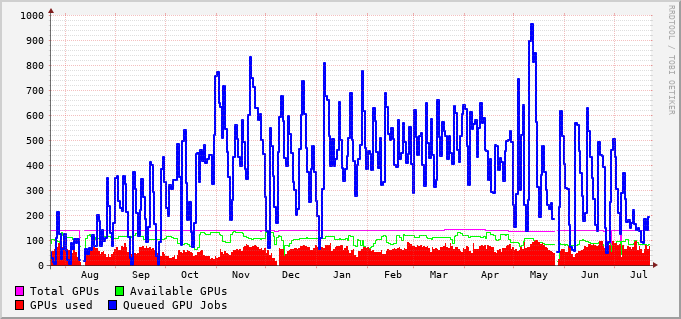 1000
900
800
700
600
500
400
300
200
100
0
Aug Sep Oct Nov Dec Jan Feb Mar Apr May Jun Jul
Total GPUs Available GPUs
GPUs used Queued GPU Jobs
RRDTOOL / TOBI OETIKER